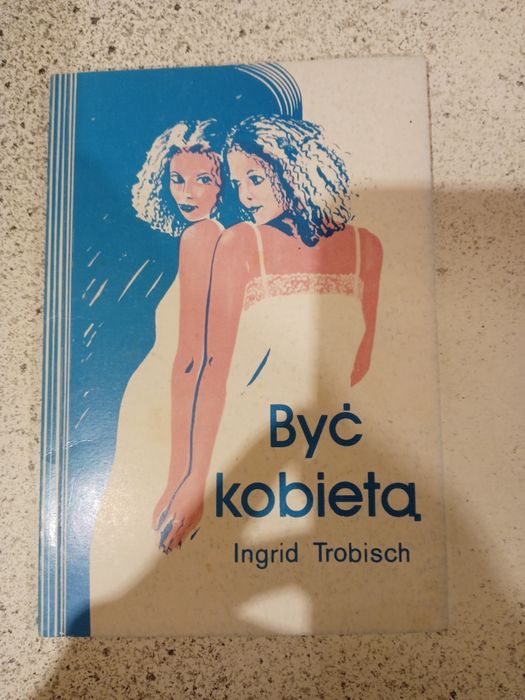 Być
kobietą
Ingrid Trobisch